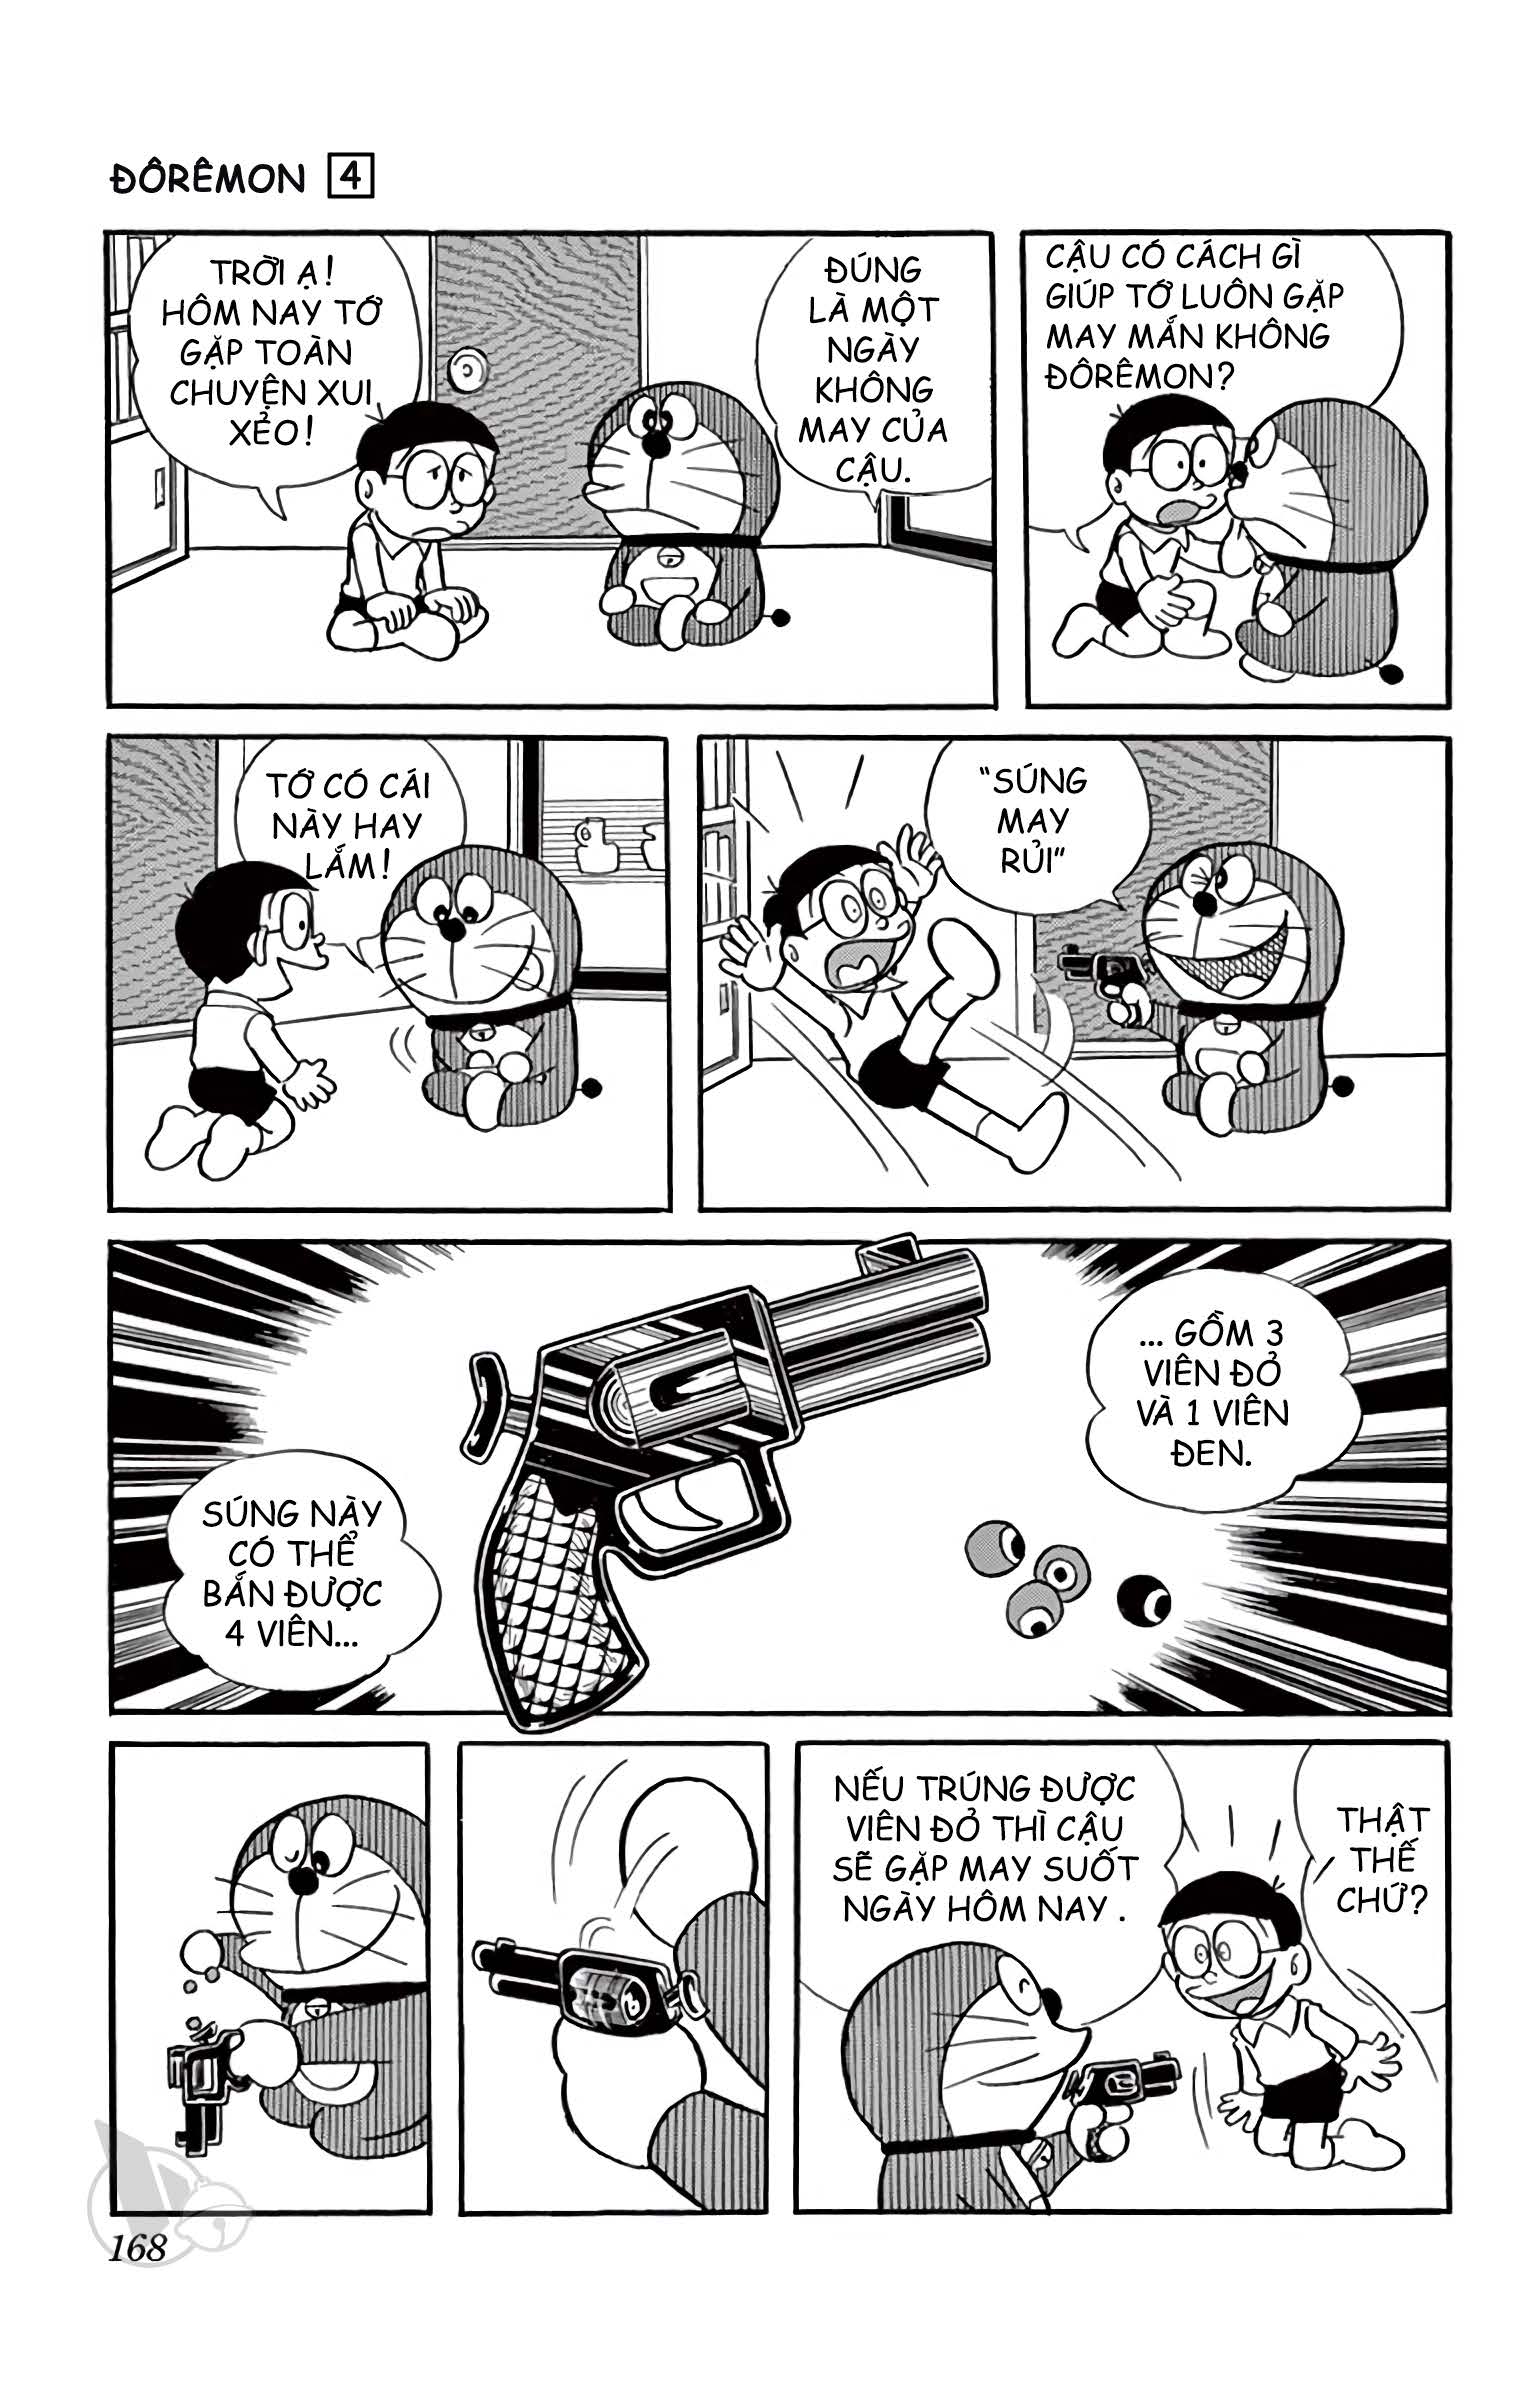 ĐÔRÊMON 4
TRỜI Ạ!
HÔM NAY TỚ
GẶP TOÀN
CHUYỆN XUI
XẺO!
ĐÚNG
LÀ MỘT
NGÀY
KHÔNG
MAY CỦA
CẬU.
CẬU CÓ CÁCH GÌ
GIÚP TỚ LUÔN GẶP
MAY MẮN KHÔNG
ĐÔRÊMON?
TỚ CÓ CÁI
NÀY HAY
LẮM!
“SÚNG
MAY
RỦI”
SÚNG NÀY
CÓ THỂ
BẮN ĐƯỢC
4 VIÊN...
... GỒM 3
VIÊN ĐỎ
VÀ 1 VIÊN
ĐEN.
NẾU TRÚNG ĐƯỢC
VIÊN ĐỎ THÌ CẬU
SẼ GẶP MAY SUỐT
NGÀY HÔM NAY .
THẬT
THẾ
CHỨ?
168